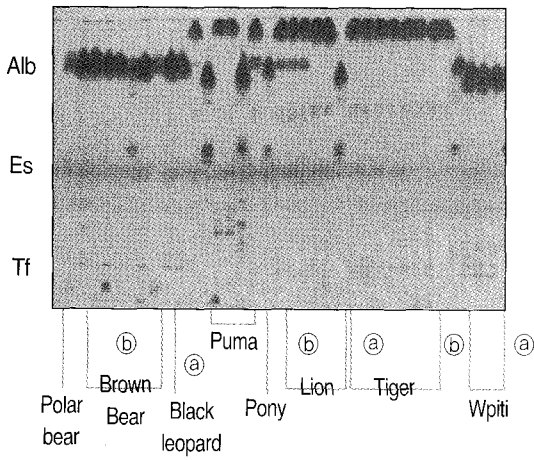 Alb
Es
Tf
ⓑ
ⓐ
Puma
ⓑ
ⓐ
ⓑ
ⓐ
Polar
bear
Brown
Bear
Black
leopard
Pony
Lion
Tiger
Wpiti